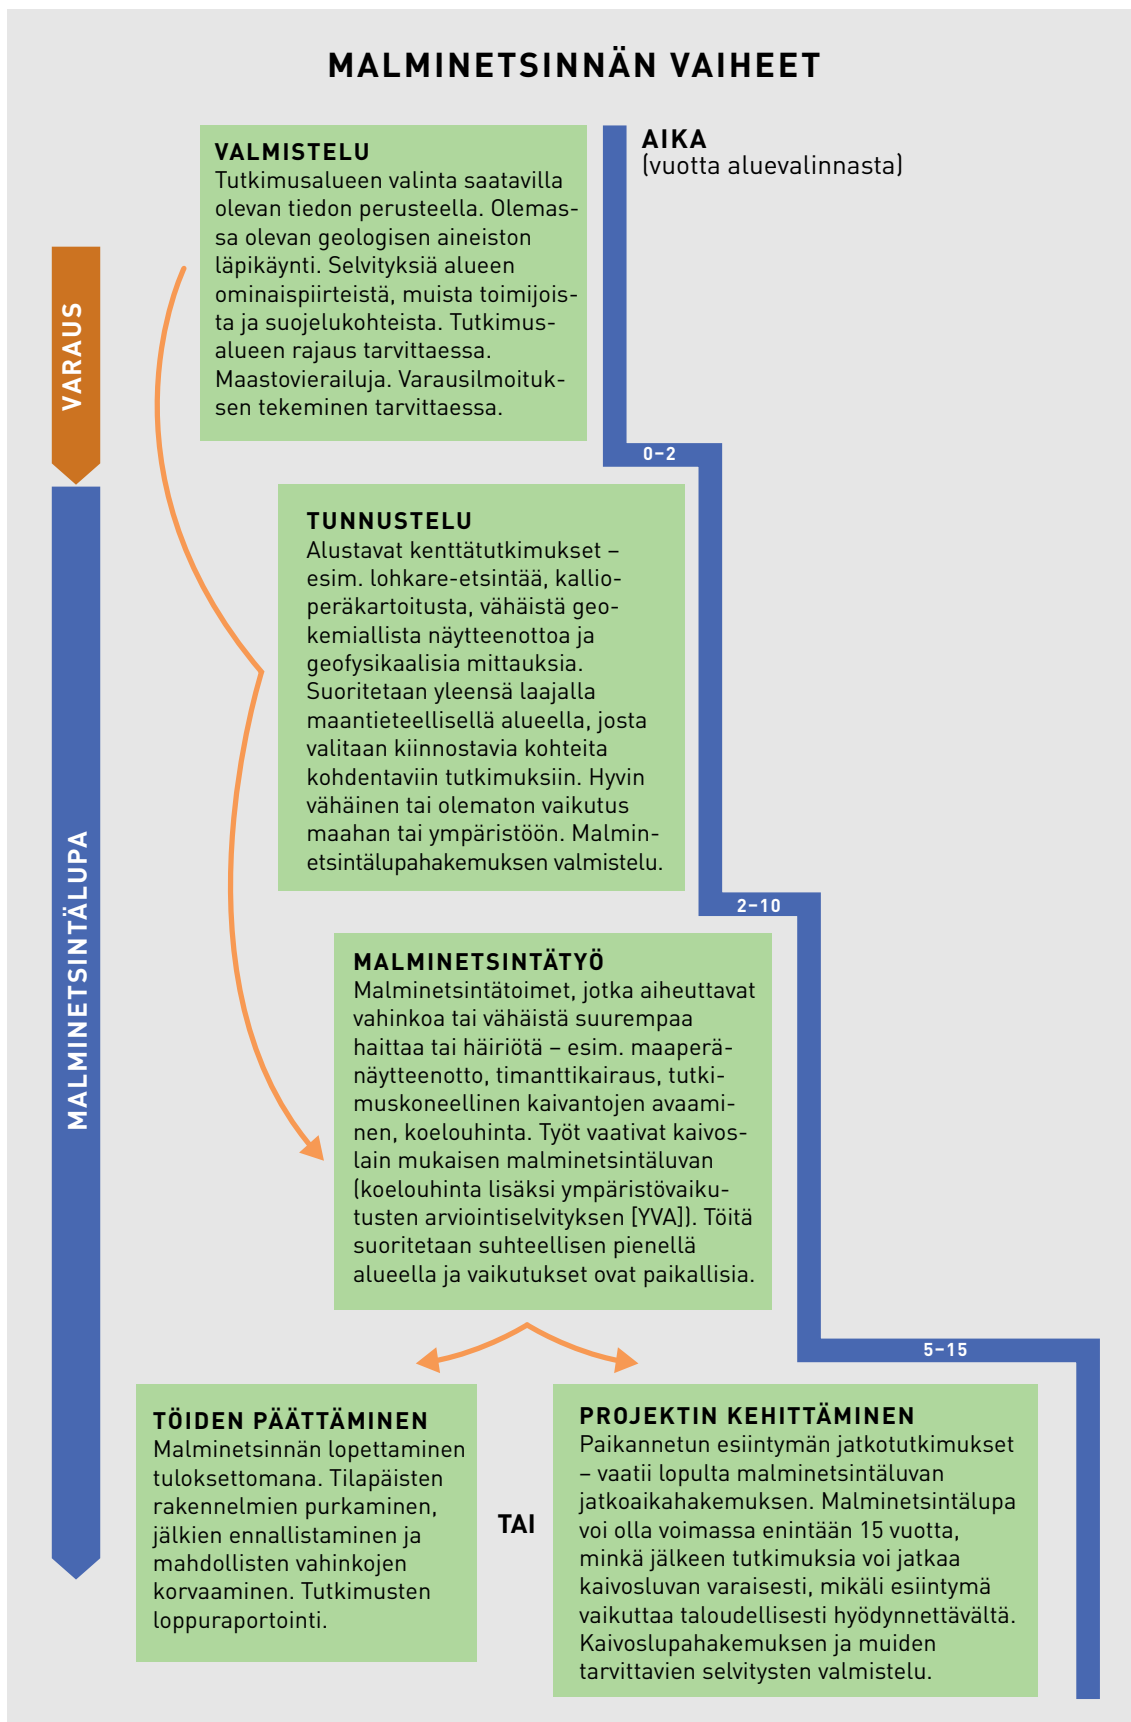 MALMINETSINNÄN VAIHEET
VALMISTELU
Tutkimusalueen valinta saatavilla
olevan tiedon perusteella. Olemas-
sa olevan geologisen aineiston
läpikäynti. Selvityksiä alueen
ominaispiirteistä, muista toimijois-
ta ja suojelukohteista. Tutkimus-
alueen rajaus tarvittaessa.
Maastovierailuja. Varausilmoituk-
sen tekeminen tarvittaessa.
AIKA
(vuotta aluevalinnasta)
VARAUS
0–2
TUNNUSTELU
Alustavat kenttätutkimukset –
esim. lohkare-etsintää, kallio-
peräkartoitusta, vähäistä geo-
kemiallista näytteenottoa ja
geofysikaalisia mittauksia.
Suoritetaan yleensä laajalla
maantieteellisellä alueella, josta
valitaan kiinnostavia kohteita
kohdentaviin tutkimuksiin. Hyvin
vähäinen tai olematon vaikutus
maahan tai ympäristöön. Malmin-
etsintälupahakemuksen valmistelu.
2–10
MALMINETSINTÄLUPA
MALMINETSINTÄTYÖ
Malminetsintätoimet, jotka aiheuttavat
vahinkoa tai vähäistä suurempaa
haittaa tai häiriötä – esim. maaperä-
näytteenotto, timanttikairaus, tutki-
muskoneellinen kaivantojen avaami-
nen, koelouhinta. Työt vaativat kaivos-
lain mukaisen malminetsintäluvan
(koelouhinta lisäksi ympäristövaiku-
tusten arviointiselvityksen [YVA]). Töitä
suoritetaan suhteellisen pienellä
alueella ja vaikutukset ovat paikallisia.
5–15
TÖIDEN PÄÄTTÄMINEN
Malminetsinnän lopettaminen
tuloksettomana. Tilapäisten
rakennelmien purkaminen,
jälkien ennallistaminen ja
mahdollisten vahinkojen
korvaaminen. Tutkimusten
loppuraportointi.
TAI
PROJEKTIN KEHITTÄMINEN
Paikannetun esiintymän jatkotutkimukset
– vaatii lopulta malminetsintäluvan
jatkoaikahakemuksen. Malminetsintälupa
voi olla voimassa enintään 15 vuotta,
minkä jälkeen tutkimuksia voi jatkaa
kaivosluvan varaisesti, mikäli esiintymä
vaikuttaa taloudellisesti hyödynnettävältä.
Kaivoslupahakemuksen ja muiden
tarvittavien selvitysten valmistelu.